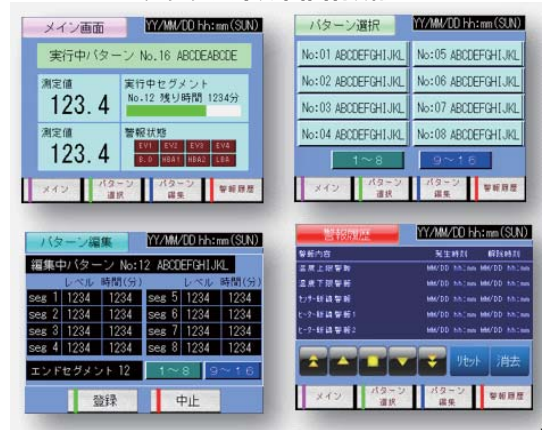 メイン画面
YY/MM/DD hh:mm(SUN)
実行中パターン No.16 ABCDEABCDE
測定値
123.4
実行中セグメント
No.12 残り時間 1234分
測定値
123.4
警報状態
EV1 EV2 EV3 EV4
B.O HBA1 HBA2 LBA
メイン
パターン
選択
パターン
編集
警報履歴
パターン選択
YY/MM/DD hh:mm(SUN)
No:01 ABCDEFGHIJKL
No:05 ABCDEFGHIJKL
No:02 ABCDEFGHIJKL
No:06 ABCDEFGHIJKL
No:03 ABCDEFGHIJKL
No:07 ABCDEFGHIJKL
No:04 ABCDEFGHIJKL
No:08 ABCDEFGHIJKL
1～8
9～16
メイン
パターン
選択
パターン
編集
警報履歴
パターン編集
YY/MM/DD hh:mm(SUN)
編集中パターン No:12 ABCDEFGHIJKL
レベル 時間(分) レベル 時間(分)
seg 1 1234 1234 seg 5 1234 1234
seg 2 1234 1234 seg 6 1234 1234
seg 3 1234 1234 seg 7 1234 1234
seg 4 1234 1234 seg 8 1234 1234
エンドセグメント 12
1～8
9～16
登録
中止
警報履歴
YY/MM/DD hh:mm(SUN)
警報内容 発生時刻 解除時刻
温度上限警報 MM/DD hh:mm MM/DD hh:mm
温度下限警報 MM/DD hh:mm MM/DD hh:mm
センサー断線警報 MM/DD hh:mm MM/DD hh:mm
ヒーター断線警報1 MM/DD hh:mm MM/DD hh:mm
ヒーター断線警報2 MM/DD hh:mm MM/DD hh:mm
リセット
消去
メイン
パターン
選択
パターン
編集
警報履歴